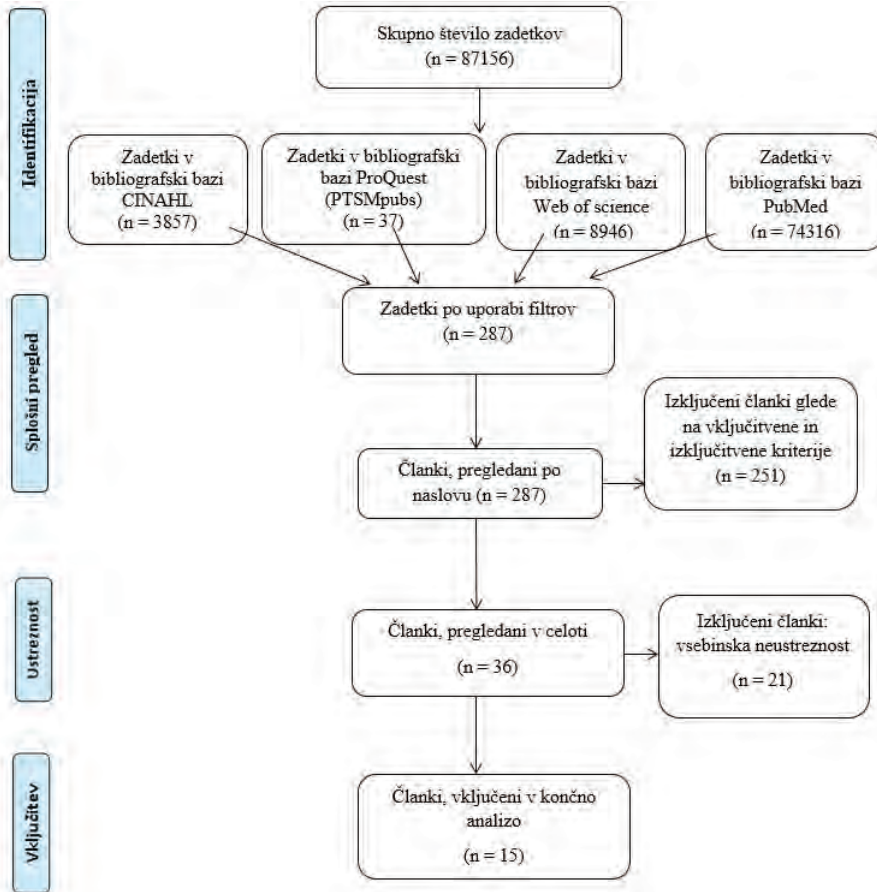 Identifikacija
Skupno število zadetkov
(n = 87156)
Zadetki v
bibliografski bazi
CINAHL
(n = 3857)
Zadetki v bibliografski
bazi ProQuest
(PTSMpubs)
(n = 37)
Zadetki v
bibliografski bazi
Web of science
(n = 8946)
Zadetki v
bibliografski bazi
PubMed
(n = 74316)
Splošni pregled
Zadetki po uporabi filtrov
(n = 287)
Članki, pregledani po
naslovu (n = 287)
Izključeni članki glede
na vključitvene in
izključitvene kriterije
(n = 251)
Ustreznost
Članki, pregledani v celoti
(n = 36)
Izključeni članki:
vsebinska neustreznost
(n = 21)
Vključitev
Članki, vključeni v končno
analizo
(n = 15)